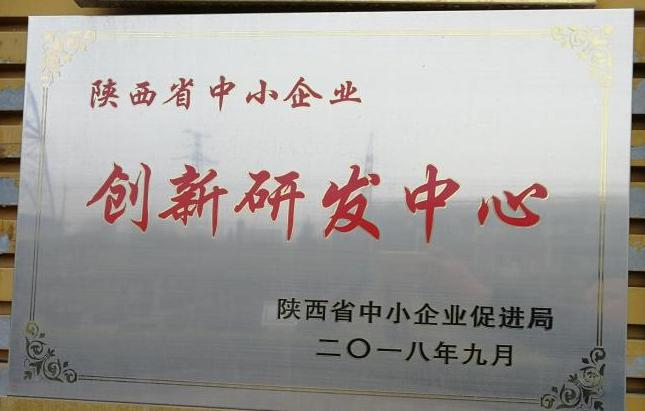 陕西省中小企业
创新研发中心
陕西省中小企业促进局
二〇一八年九月